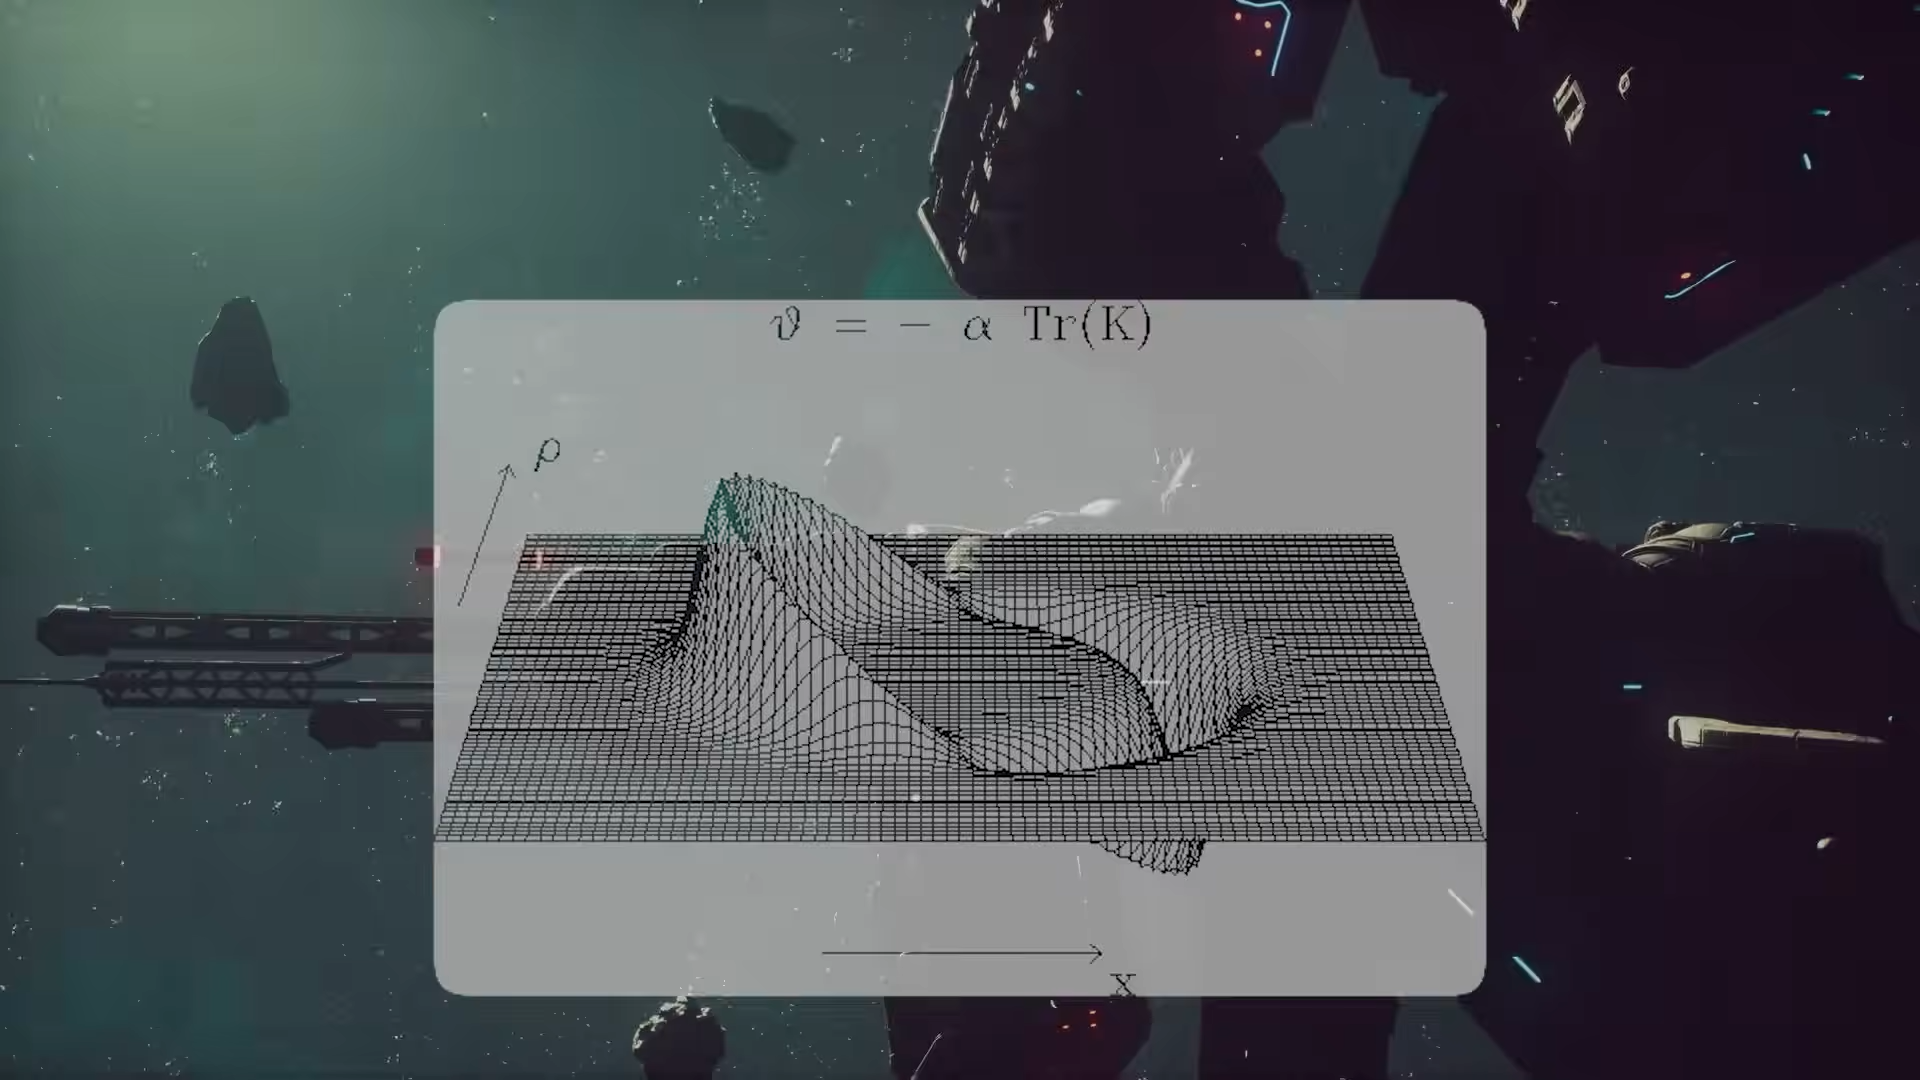 ϑ = − α Tr(K)
ρ
x